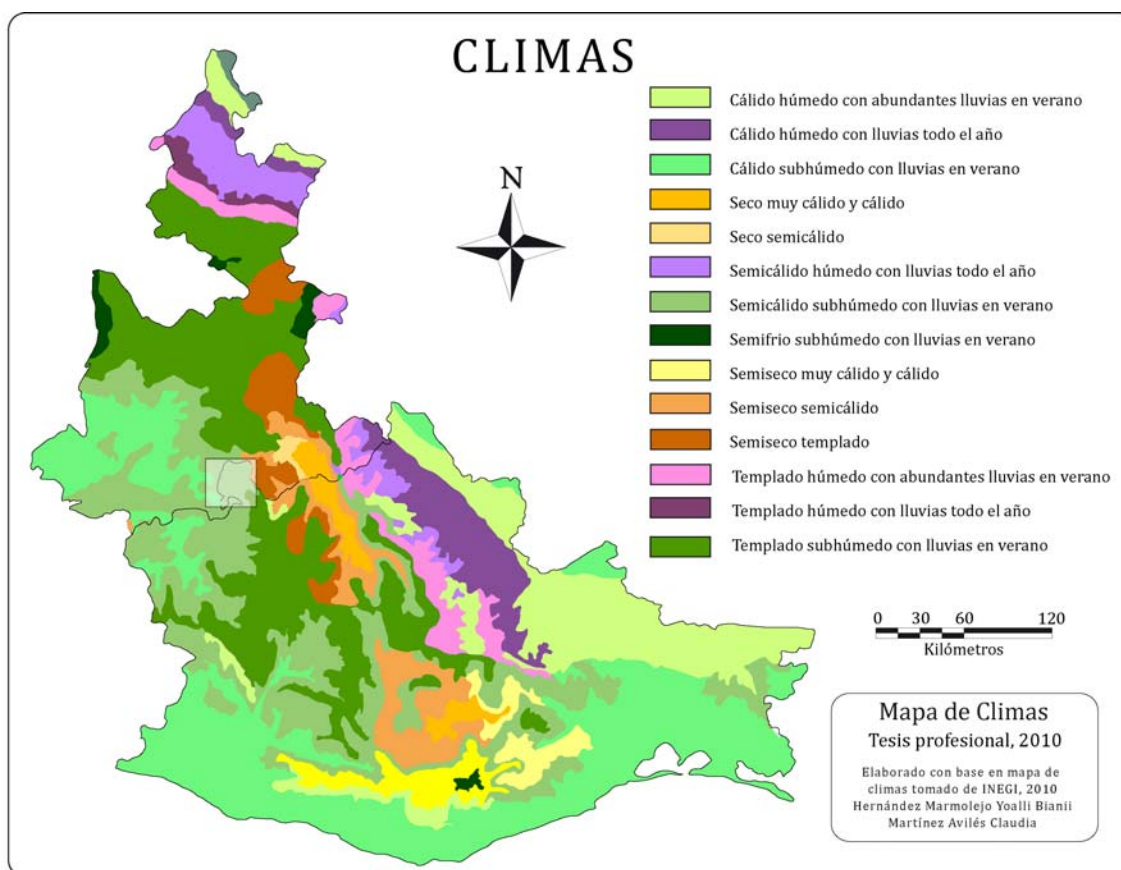 CLIMAS
N
Cálido húmedo con abundantes lluvias en verano
Cálido húmedo con lluvias todo el año
Cálido subhúmedo con lluvias en verano
Seco muy cálido y cálido
Seco semicálido
Semicálido húmedo con lluvias todo el año
Semicálido subhúmedo con lluvias en verano
Semifrio subhúmedo con lluvias en verano
Semiseco muy cálido y cálido
Semiseco semicálido
Semiseco templado
Templado húmedo con abundantes lluvias en verano
Templado húmedo con lluvias todo el año
Templado subhúmedo con lluvias en verano
0 30 60 120
Kilómetros
Mapa de Climas
Tesis profesional, 2010
Elaborado con base en mapa de
climas tomado de INEGI, 2010
Hernández Marmolejo Yoalli Bianii
Martínez Avilés Claudia